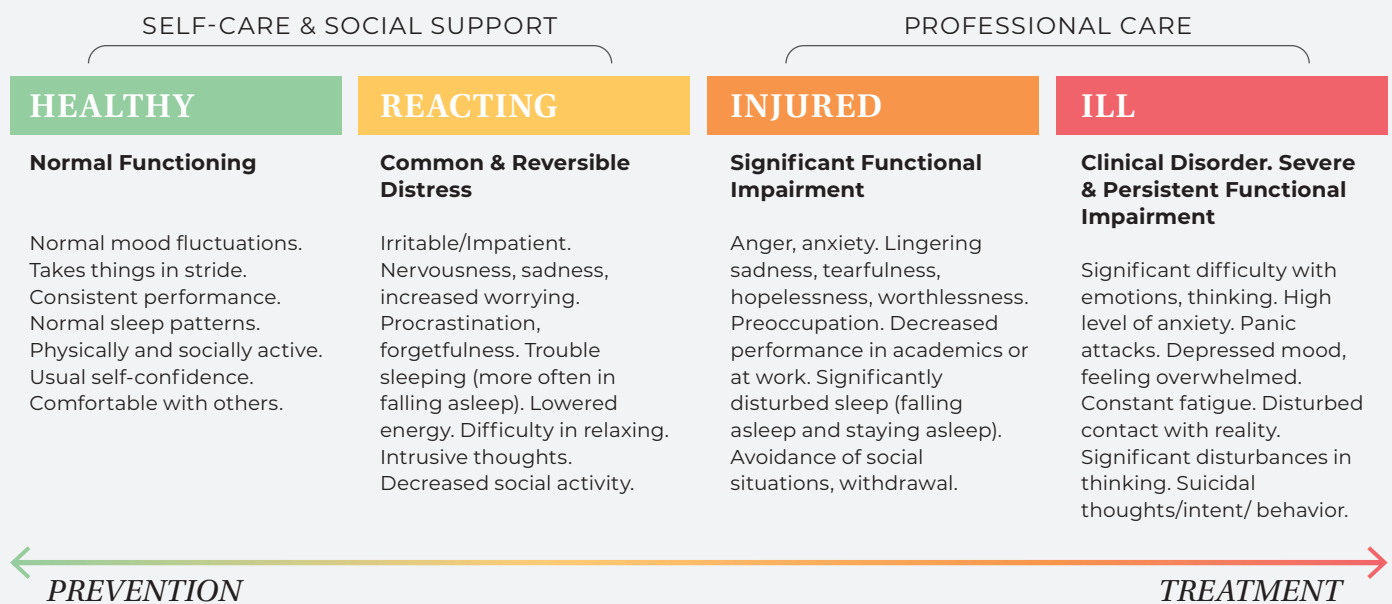 SELF-CARE & SOCIAL SUPPORT
PROFESSIONAL CARE
HEALTHY
Normal Functioning
Normal mood fluctuations.
Takes things in stride.
Consistent performance.
Normal sleep patterns.
Physically and socially active.
Usual self-confidence.
Comfortable with others.
REACTING
Common & Reversible
Distress
Irritable/Impatient.
Nervousness, sadness,
increased worrying.
Procrastination,
forgetfulness. Trouble
sleeping (more often in
falling asleep). Lowered
energy. Difficulty in relaxing.
Intrusive thoughts.
Decreased social activity.
INJURED
Significant Functional
Impairment
Anger, anxiety. Lingering
sadness, tearfulness,
hopelessness, worthlessness.
Preoccupation. Decreased
performance in academics or
at work. Significantly
disturbed sleep (falling
asleep and staying asleep).
Avoidance of social
situations, withdrawal.
ILL
Clinical Disorder. Severe
& Persistent Functional
Impairment
Significant difficulty with
emotions, thinking. High
level of anxiety. Panic
attacks. Depressed mood,
feeling overwhelmed.
Constant fatigue. Disturbed
contact with reality.
Significant disturbances in
thinking. Suicidal
thoughts/intent/ behavior.
PREVENTION
TREATMENT